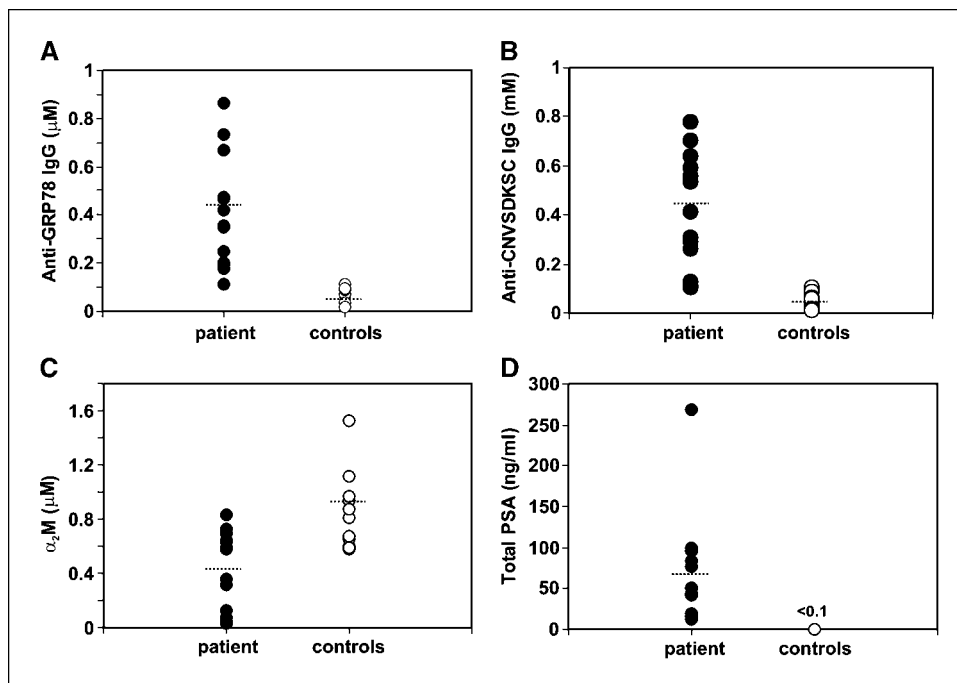 A
Anti-GRP78 IgG (μM)
1
0.8
0.6
0.4
0.2
0
patient controls
B
Anti-CNVSDKSC IgG (mM)
1
0.8
0.6
0.4
0.2
0
patient controls
C
α₂M (μM)
1.6
1.2
0.8
0.4
0
patient controls
D
Total PSA (ng/ml)
300
250
200
150
100
50
0
<0.1
patient controls